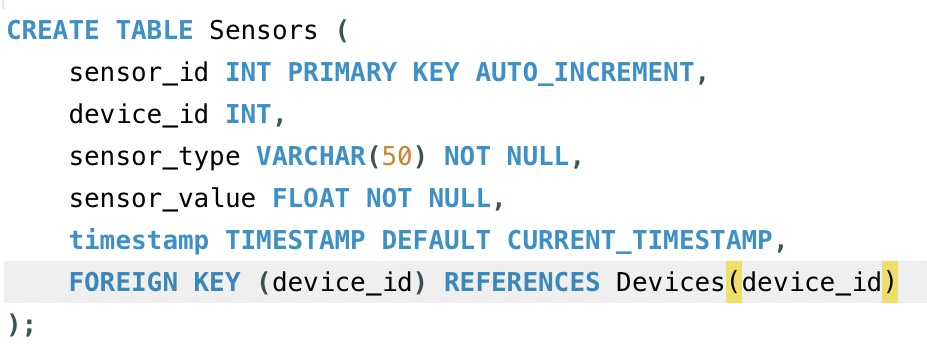 CREATE TABLE Sensors (
    sensor_id INT PRIMARY KEY AUTO_INCREMENT,
    device_id INT,
    sensor_type VARCHAR(50) NOT NULL,
    sensor_value FLOAT NOT NULL,
    timestamp TIMESTAMP DEFAULT CURRENT_TIMESTAMP,
    FOREIGN KEY (device_id) REFERENCES Devices(device_id)
);